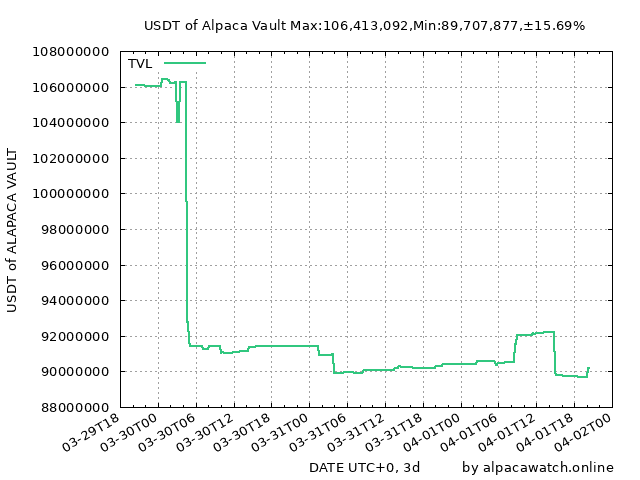 USDT of Alpaca Vault Max:106,413,092,Min:89,707,877,±15.69%
TVL
108000000
106000000
104000000
102000000
100000000
98000000
96000000
94000000
92000000
90000000
88000000
USDT of ALAPACA VAULT
03-29T18
03-30T00
03-30T06
03-30T12
03-30T18
03-31T00
03-31T06
03-31T12
03-31T18
04-01T00
04-01T06
04-01T12
04-01T18
04-02T00
DATE UTC+0, 3d
by alpacawatch.online